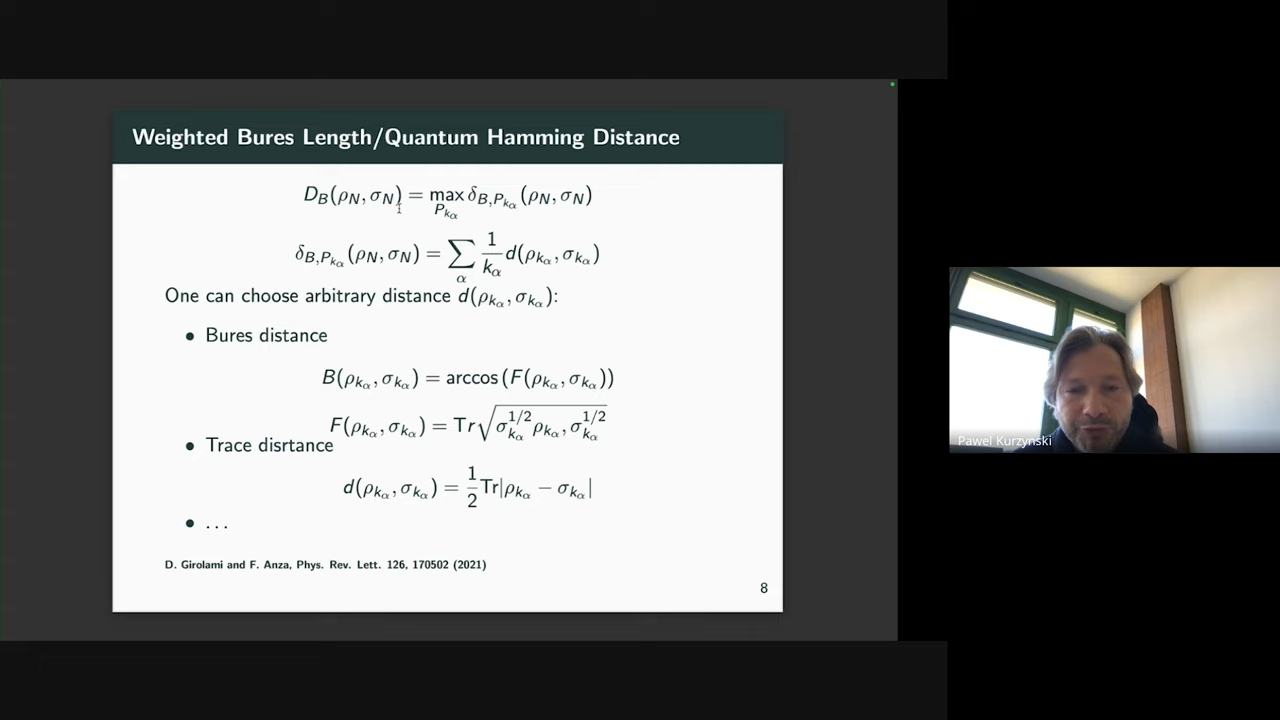 Weighted Bures Length/Quantum Hamming Distance
D_B(ρ_N, σ_N) = max_{P_{k_α}} δ_{B,P_{k_α}}(ρ_N, σ_N)
δ_{B,P_{k_α}}(ρ_N, σ_N) = ∑_α 1/k_α d(ρ_{k_α}, σ_{k_α})
One can choose arbitrary distance d(ρ_{k_α}, σ_{k_α}):
• Bures distance
B(ρ_{k_α}, σ_{k_α}) = arccos (F(ρ_{k_α}, σ_{k_α}))
F(ρ_{k_α}, σ_{k_α}) = Tr√(σ_{k_α}^{1/2} ρ_{k_α}, σ_{k_α}^{1/2})
• Trace disrtance
d(ρ_{k_α}, σ_{k_α}) = 1/2 Tr|ρ_{k_α} − σ_{k_α}|
• ...
D. Girolami and F. Anza, Phys. Rev. Lett. 126, 170502 (2021)
8
Pawel Kurzynski